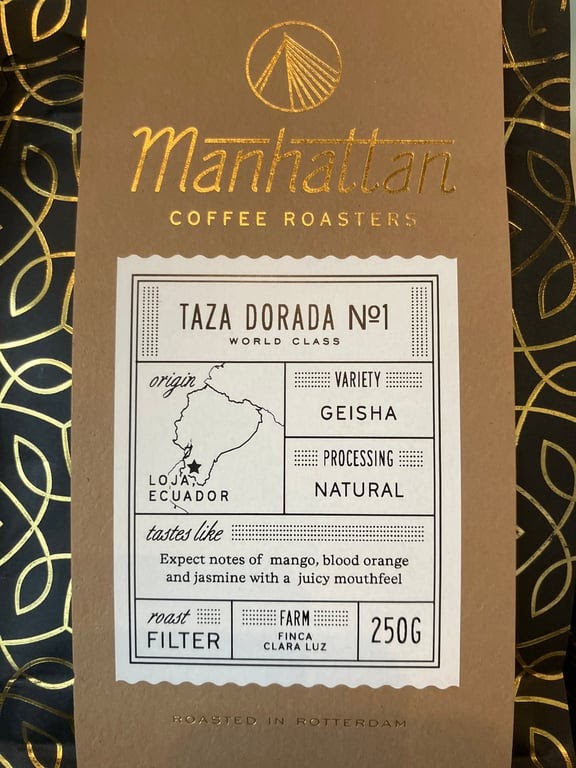 Manhattan
COFFEE ROASTERS
TAZA DORADA Nº1
WORLD CLASS
origin
LOJA,
ECUADOR
VARIETY
GEISHA
PROCESSING
NATURAL
tastes like
Expect notes of mango, blood orange
and jasmine with a juicy mouthfeel
roast
FILTER
FARM
FINCA
CLARA LUZ
250G
ROASTED IN ROTTERDAM